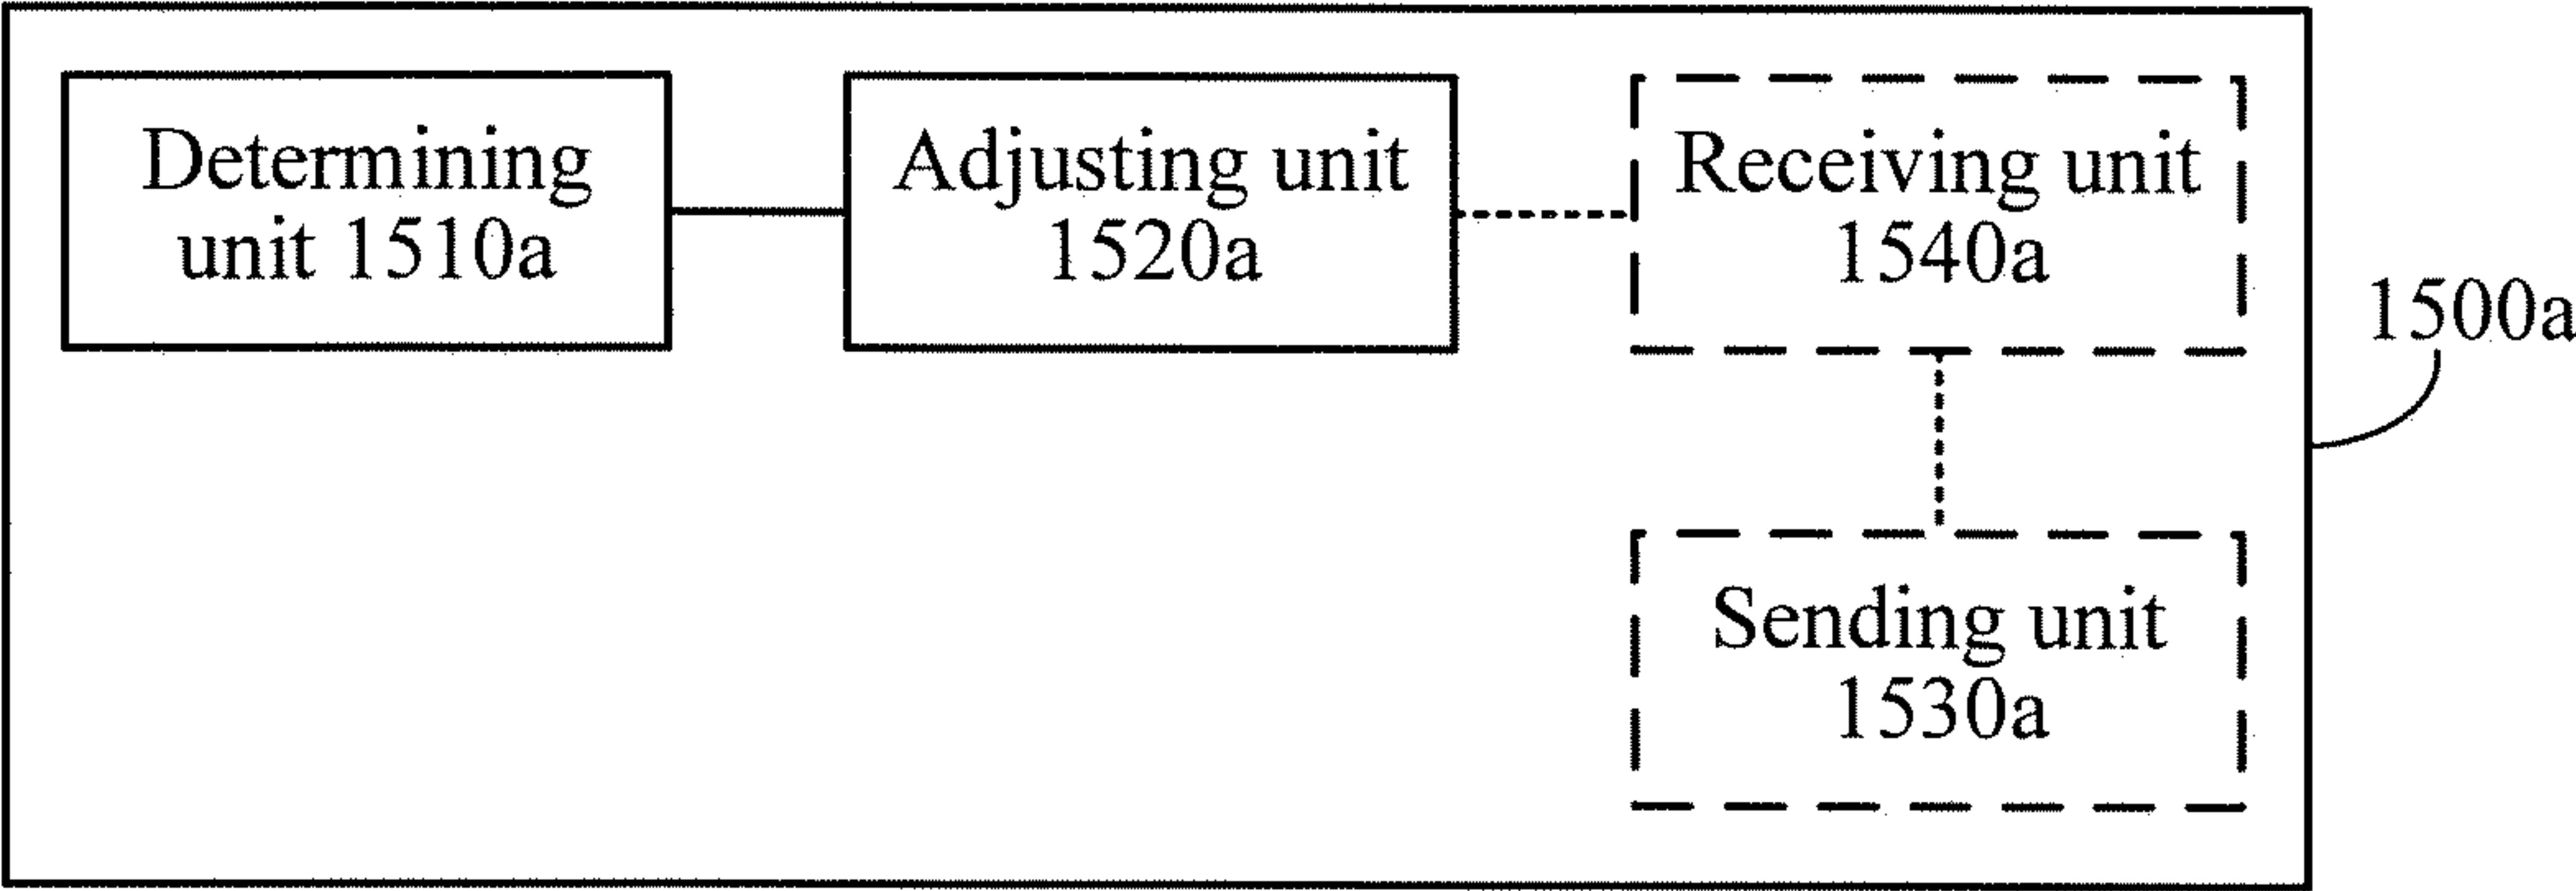 Determining
unit 1510a
Adjusting unit
1520a
Receiving unit
1540a
1500a
Sending unit
1530a